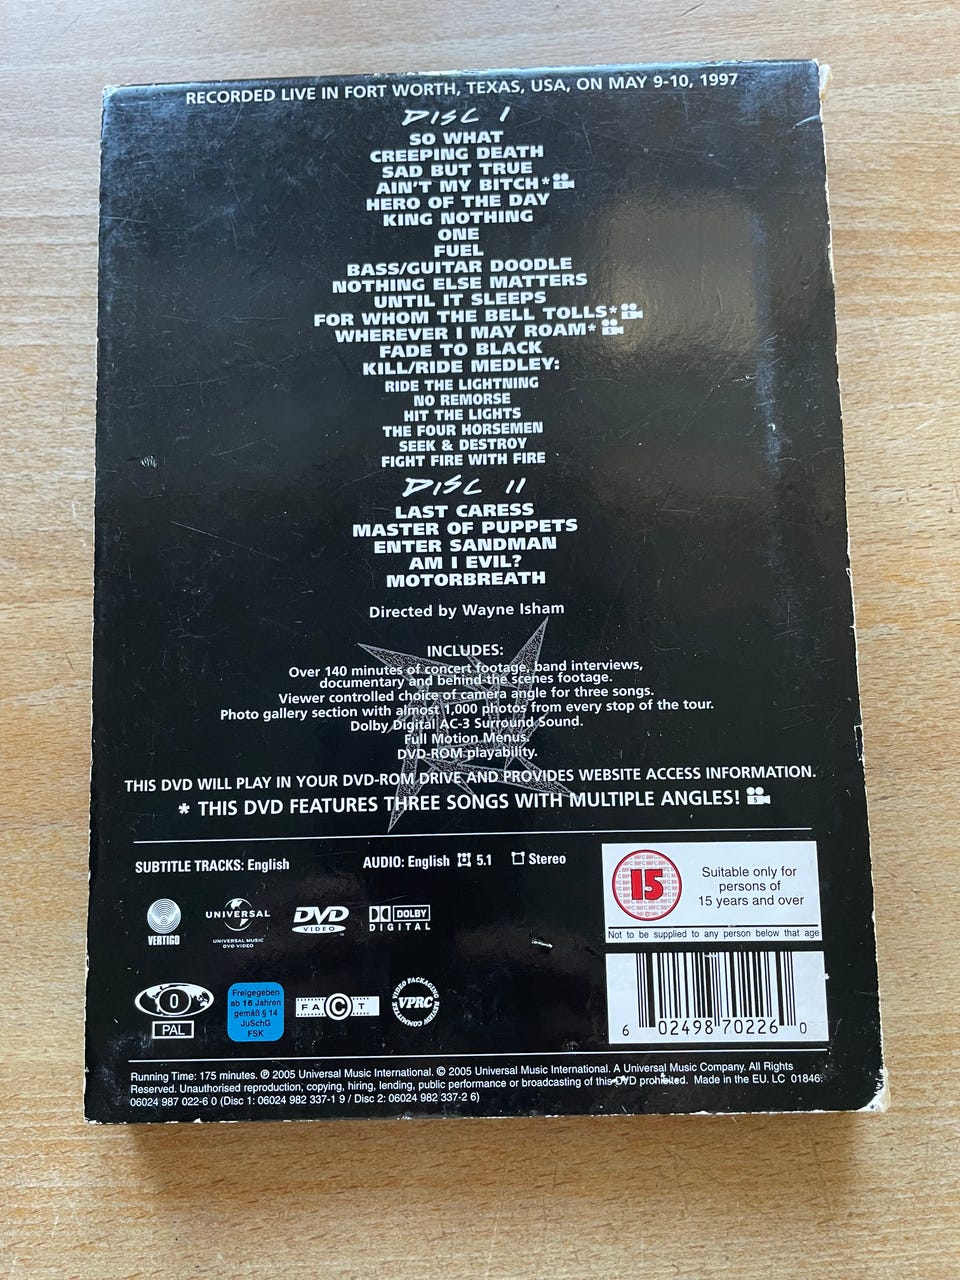 RECORDED LIVE IN FORT WORTH, TEXAS, USA, ON MAY 9-10, 1997
DISC I
SO WHAT
CREEPING DEATH
SAD BUT TRUE
AIN'T MY BITCH*
HERO OF THE DAY
KING NOTHING
ONE
FUEL
BASS/GUITAR DOODLE
NOTHING ELSE MATTERS
UNTIL IT SLEEPS
FOR WHOM THE BELL TOLLS*
WHEREVER I MAY ROAM*
FADE TO BLACK
KILL/RIDE MEDLEY:
RIDE THE LIGHTNING
NO REMORSE
HIT THE LIGHTS
THE FOUR HORSEMEN
SEEK & DESTROY
FIGHT FIRE WITH FIRE
DISC II
LAST CARESS
MASTER OF PUPPETS
ENTER SANDMAN
AM I EVIL?
MOTORBREATH
Directed by Wayne Isham
INCLUDES:
Over 140 minutes of concert footage, band interviews,
documentary and behind-the scenes footage.
Viewer controlled choice of camera angle for three songs.
Photo gallery section with almost 1,000 photos from every stop of the tour.
Dolby Digital AC-3 Surround Sound.
Full Motion Menus.
DVD-ROM playability.
THIS DVD WILL PLAY IN YOUR DVD-ROM DRIVE AND PROVIDES WEBSITE ACCESS INFORMATION.
* THIS DVD FEATURES THREE SONGS WITH MULTIPLE ANGLES!
SUBTITLE TRACKS: English
AUDIO: English 5.1 Stereo
15
Suitable only for
persons of
15 years and over
Not to be supplied to any person below that age
VERTIGO
UNIVERSAL
UNIVERSAL MUSIC
DVD VIDEO
DVD
VIDEO
DOLBY
DIGITAL
0
PAL
Freigegeben
ab 16 Jahren
gemäß § 14
JuSchG
FSK
FACT
VIDEO PACKAGING REVIEW COMMITTEE
VPRC
6 02498 70226 0
Running Time: 175 minutes. ℗ 2005 Universal Music International. © 2005 Universal Music International. A Universal Music Company. All Rights
Reserved. Unauthorised reproduction, copying, hiring, lending, public performance or broadcasting of this DVD prohibited. Made in the EU. LC 01846.
06024 987 022-6 0 (Disc 1: 06024 982 337-1 9 / Disc 2: 06024 982 337-2 6)